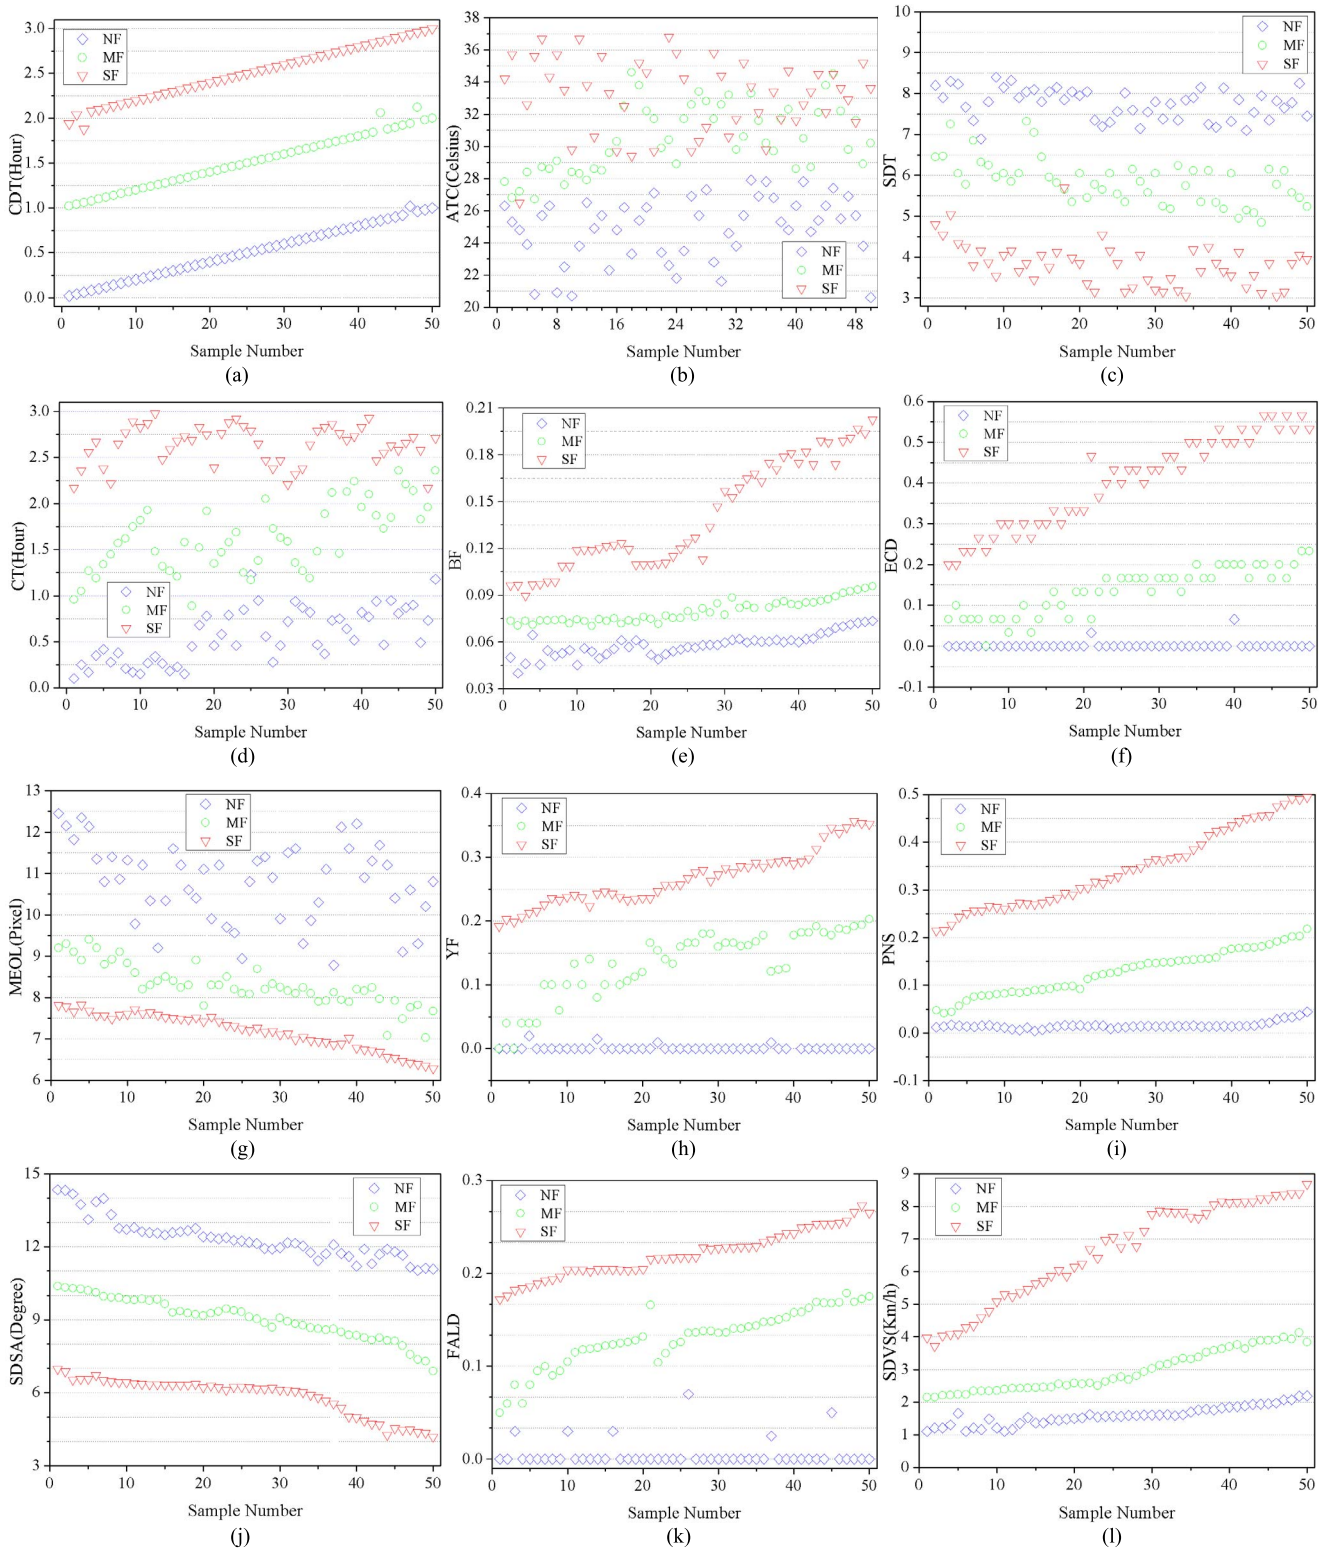 3.0
2.5
2.0
1.5
1.0
0.5
0.0
CDT(Hour)
NF
MF
SF
0 10 20 30 40 50
Sample Number
(a)
38
36
34
32
30
28
26
24
22
20
ATC(Celsius)
NF
MF
SF
0 8 16 24 32 40 48
Sample Number
(b)
10
9
8
7
6
5
4
3
SDT
NF
MF
SF
0 10 20 30 40 50
Sample Number
(c)
3.0
2.5
2.0
1.5
1.0
0.5
0.0
CT(Hour)
NF
MF
SF
0 10 20 30 40 50
Sample Number
(d)
0.21
0.18
0.15
0.12
0.09
0.06
0.03
BF
NF
MF
SF
0 10 20 30 40 50
Sample Number
(e)
0.6
0.5
0.4
0.3
0.2
0.1
0.0
-0.1
ECD
NF
MF
SF
0 10 20 30 40 50
Sample Number
(f)
13
12
11
10
9
8
7
6
MEOL(Pixel)
NF
MF
SF
0 10 20 30 40 50
Sample Number
(g)
0.4
0.3
0.2
0.1
0.0
YF
NF
MF
SF
0 10 20 30 40 50
Sample Number
(h)
0.5
0.4
0.3
0.2
0.1
0.0
-0.1
PNS
NF
MF
SF
0 10 20 30 40 50
Sample Number
(i)
15
12
9
6
3
SDSA(Degree)
NF
MF
SF
0 10 20 30 40 50
Sample Number
(j)
0.3
0.2
0.1
0.0
FALD
NF
MF
SF
0 10 20 30 40 50
Sample Number
(k)
9
8
7
6
5
4
3
2
1
0
SDVS(Km/h)
NF
MF
SF
0 10 20 30 40 50
Sample Number
(l)